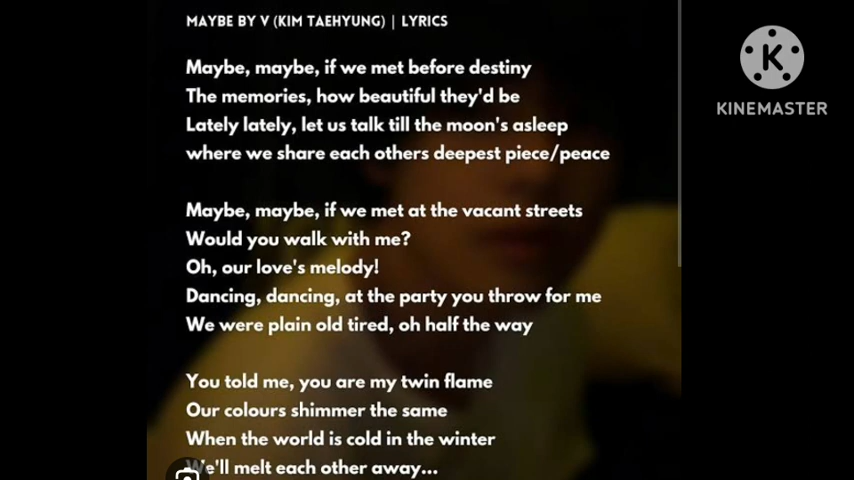 MAYBE BY V (KIM TAEHYUNG) | LYRICS
Maybe, maybe, if we met before destiny
The memories, how beautiful they'd be
Lately lately, let us talk till the moon's asleep
where we share each others deepest piece/peace
Maybe, maybe, if we met at the vacant streets
Would you walk with me?
Oh, our love's melody!
Dancing, dancing, at the party you throw for me
We were plain old tired, oh half the way
You told me, you are my twin flame
Our colours shimmer the same
When the world is cold in the winter
We'll melt each other away...
K
KINEMASTER